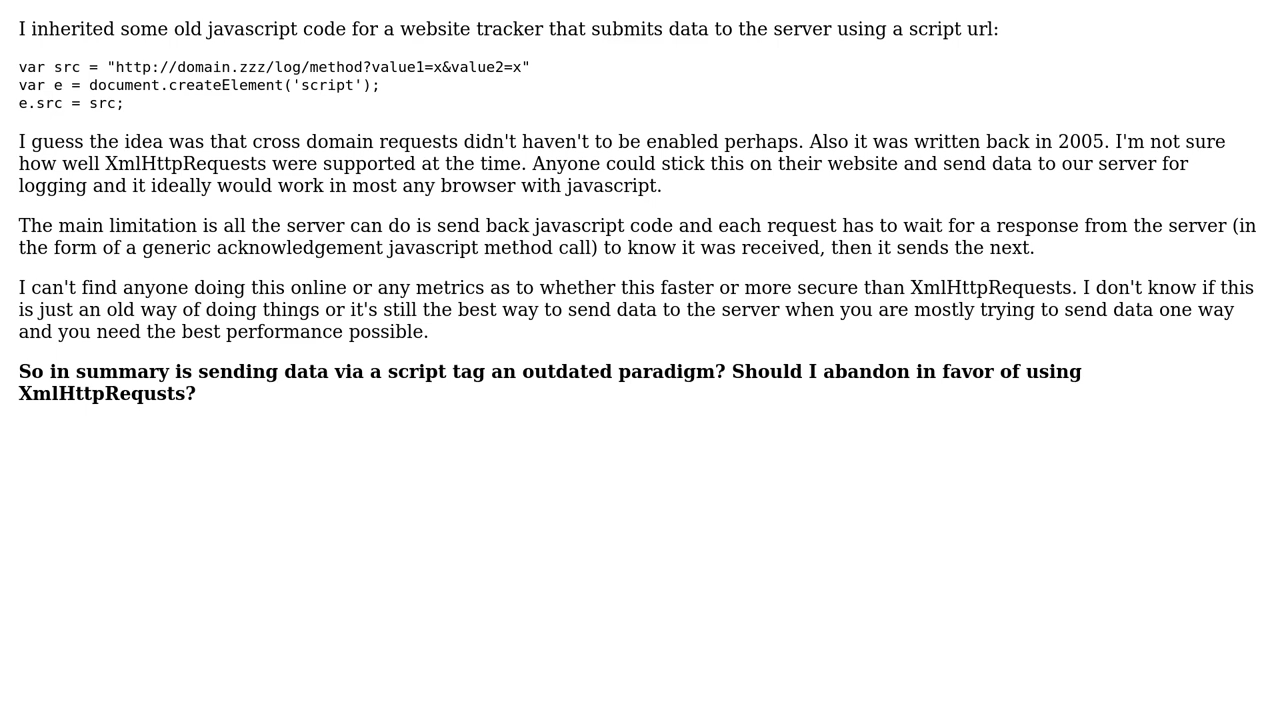 I inherited some old javascript code for a website tracker that submits data to the server using a script url:
var src = "http://domain.zzz/log/method?value1=x&value2=x"
var e = document.createElement('script');
e.src = src;
I guess the idea was that cross domain requests didn't haven't to be enabled perhaps. Also it was written back in 2005. I'm not sure
how well XmlHttpRequests were supported at the time. Anyone could stick this on their website and send data to our server for
logging and it ideally would work in most any browser with javascript.
The main limitation is all the server can do is send back javascript code and each request has to wait for a response from the server (in
the form of a generic acknowledgement javascript method call) to know it was received, then it sends the next.
I can't find anyone doing this online or any metrics as to whether this faster or more secure than XmlHttpRequests. I don't know if this
is just an old way of doing things or it's still the best way to send data to the server when you are mostly trying to send data one way
and you need the best performance possible.
So in summary is sending data via a script tag an outdated paradigm? Should I abandon in favor of using
XmlHttpRequsts?